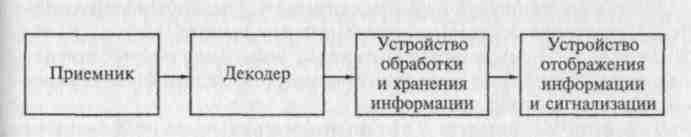 Приемник
Декодер
Устройство
обработки
и хранения
информации
Устройство
отображения
информации
и сигнализации